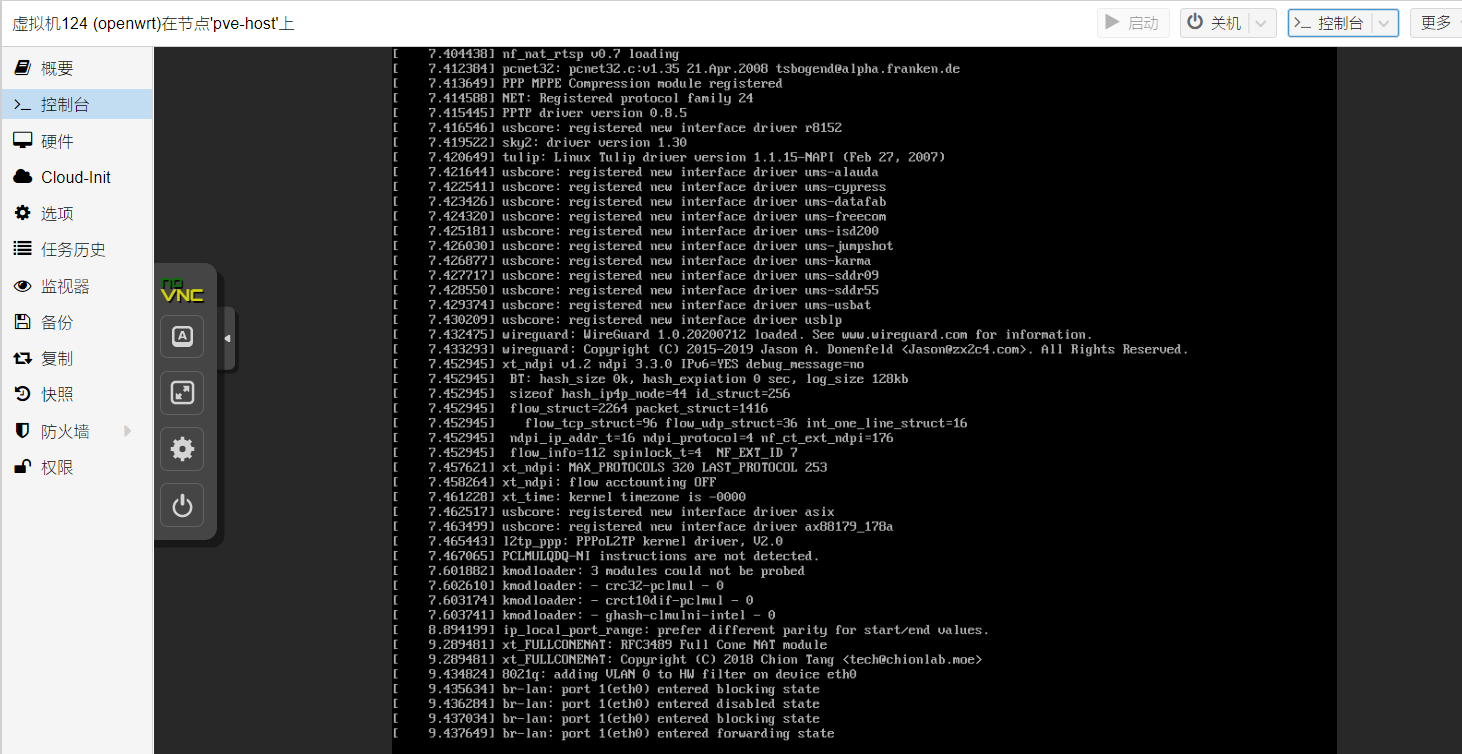 虚拟机124 (openwrt)在节点'pve-host'上
启动
关机
控制台
更多
概要
控制台
硬件
Cloud-Init
选项
任务历史
监视器
备份
复制
快照
防火墙
权限
no
VNC
A
[    7.404438] nf_nat_rtsp v0.7 loading
[    7.412384] pcnet32: pcnet32.c:v1.35 21.Apr.2008 tsbogend@alpha.franken.de
[    7.413649] PPP MPPE Compression module registered
[    7.414588] NET: Registered protocol family 24
[    7.415445] PPTP driver version 0.8.5
[    7.416546] usbcore: registered new interface driver r8152
[    7.419522] sky2: driver version 1.30
[    7.420649] tulip: Linux Tulip driver version 1.1.15-NAPI (Feb 27, 2007)
[    7.421644] usbcore: registered new interface driver ums-alauda
[    7.422541] usbcore: registered new interface driver ums-cypress
[    7.423426] usbcore: registered new interface driver ums-datafab
[    7.424320] usbcore: registered new interface driver ums-freecom
[    7.425181] usbcore: registered new interface driver ums-isd200
[    7.426030] usbcore: registered new interface driver ums-jumpshot
[    7.426877] usbcore: registered new interface driver ums-karma
[    7.427717] usbcore: registered new interface driver ums-sddr09
[    7.428550] usbcore: registered new interface driver ums-sddr55
[    7.429374] usbcore: registered new interface driver ums-usbat
[    7.430209] usbcore: registered new interface driver usblp
[    7.432475] wireguard: WireGuard 1.0.20200712 loaded. See www.wireguard.com for information.
[    7.433293] wireguard: Copyright (C) 2015-2019 Jason A. Donenfeld <Jason@zx2c4.com>. All Rights Reserved.
[    7.452945] xt_ndpi v1.2 ndpi 3.3.0 IPv6=YES debug_message=no
[    7.452945]  BT: hash_size 0k, hash_expiation 0 sec, log_size 128kb
[    7.452945]  sizeof hash_ip4p_node=44 id_struct=256
[    7.452945]  flow_struct=2264 packet_struct=1416
[    7.452945]    flow_tcp_struct=96 flow_udp_struct=36 int_one_line_struct=16
[    7.452945]  ndpi_ip_addr_t=16 ndpi_protocol=4 nf_ct_ext_ndpi=176
[    7.452945]  flow_info=112 spinlock_t=4  NF_EXT_ID 7
[    7.457621] xt_ndpi: MAX_PROTOCOLS 320 LAST_PROTOCOL 253
[    7.458264] xt_ndpi: flow acctounting OFF
[    7.461228] xt_time: kernel timezone is -0000
[    7.462517] usbcore: registered new interface driver asix
[    7.463499] usbcore: registered new interface driver ax88179_178a
[    7.465443] l2tp_ppp: PPPoL2TP kernel driver, V2.0
[    7.467065] PCLMULQDQ-NI instructions are not detected.
[    7.601882] kmodloader: 3 modules could not be probed
[    7.602610] kmodloader: - crc32-pclmul - 0
[    7.603174] kmodloader: - crct10dif-pclmul - 0
[    7.603741] kmodloader: - ghash-clmulni-intel - 0
[    8.894199] ip_local_port_range: prefer different parity for start/end values.
[    9.289481] xt_FULLCONENAT: RFC3489 Full Cone NAT module
[    9.289481] xt_FULLCONENAT: Copyright (C) 2018 Chion Tang <tech@chionlab.moe>
[    9.434824] 8021q: adding VLAN 0 to HW filter on device eth0
[    9.435634] br-lan: port 1(eth0) entered blocking state
[    9.436284] br-lan: port 1(eth0) entered disabled state
[    9.437034] br-lan: port 1(eth0) entered blocking state
[    9.437649] br-lan: port 1(eth0) entered forwarding state